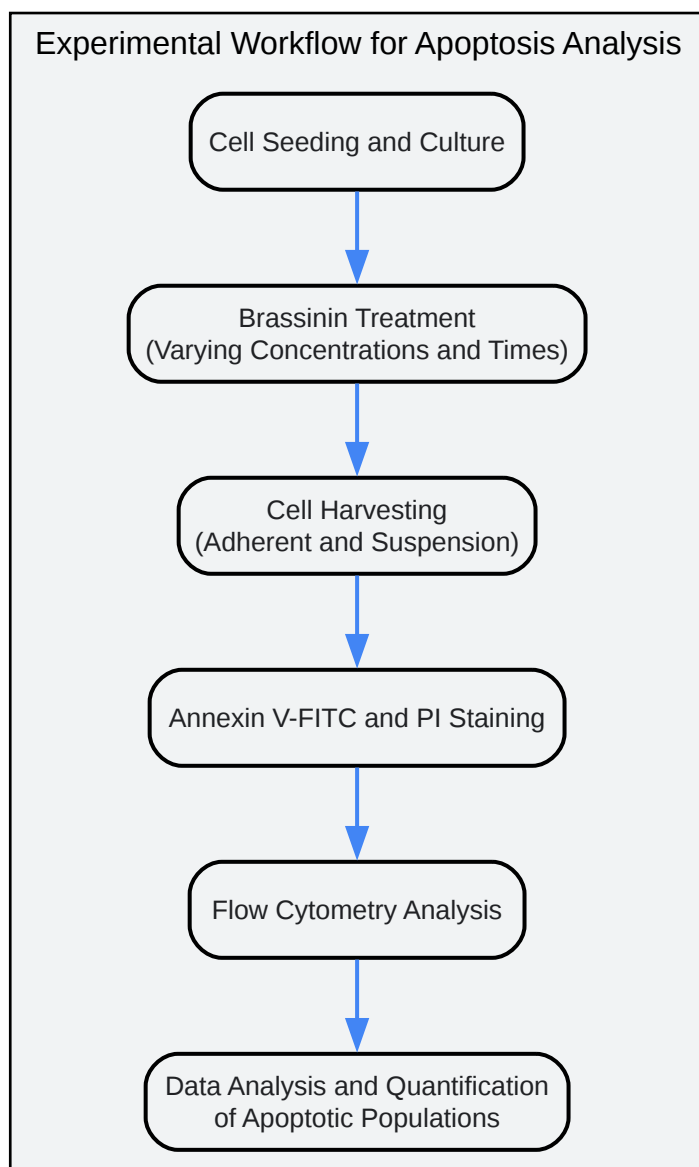 Experimental Workflow for Apoptosis Analysis
Cell Seeding and Culture
Brassinin Treatment
(Varying Concentrations and Times)
Cell Harvesting
(Adherent and Suspension)
Annexin V-FITC and PI Staining
Flow Cytometry Analysis
Data Analysis and Quantification
of Apoptotic Populations